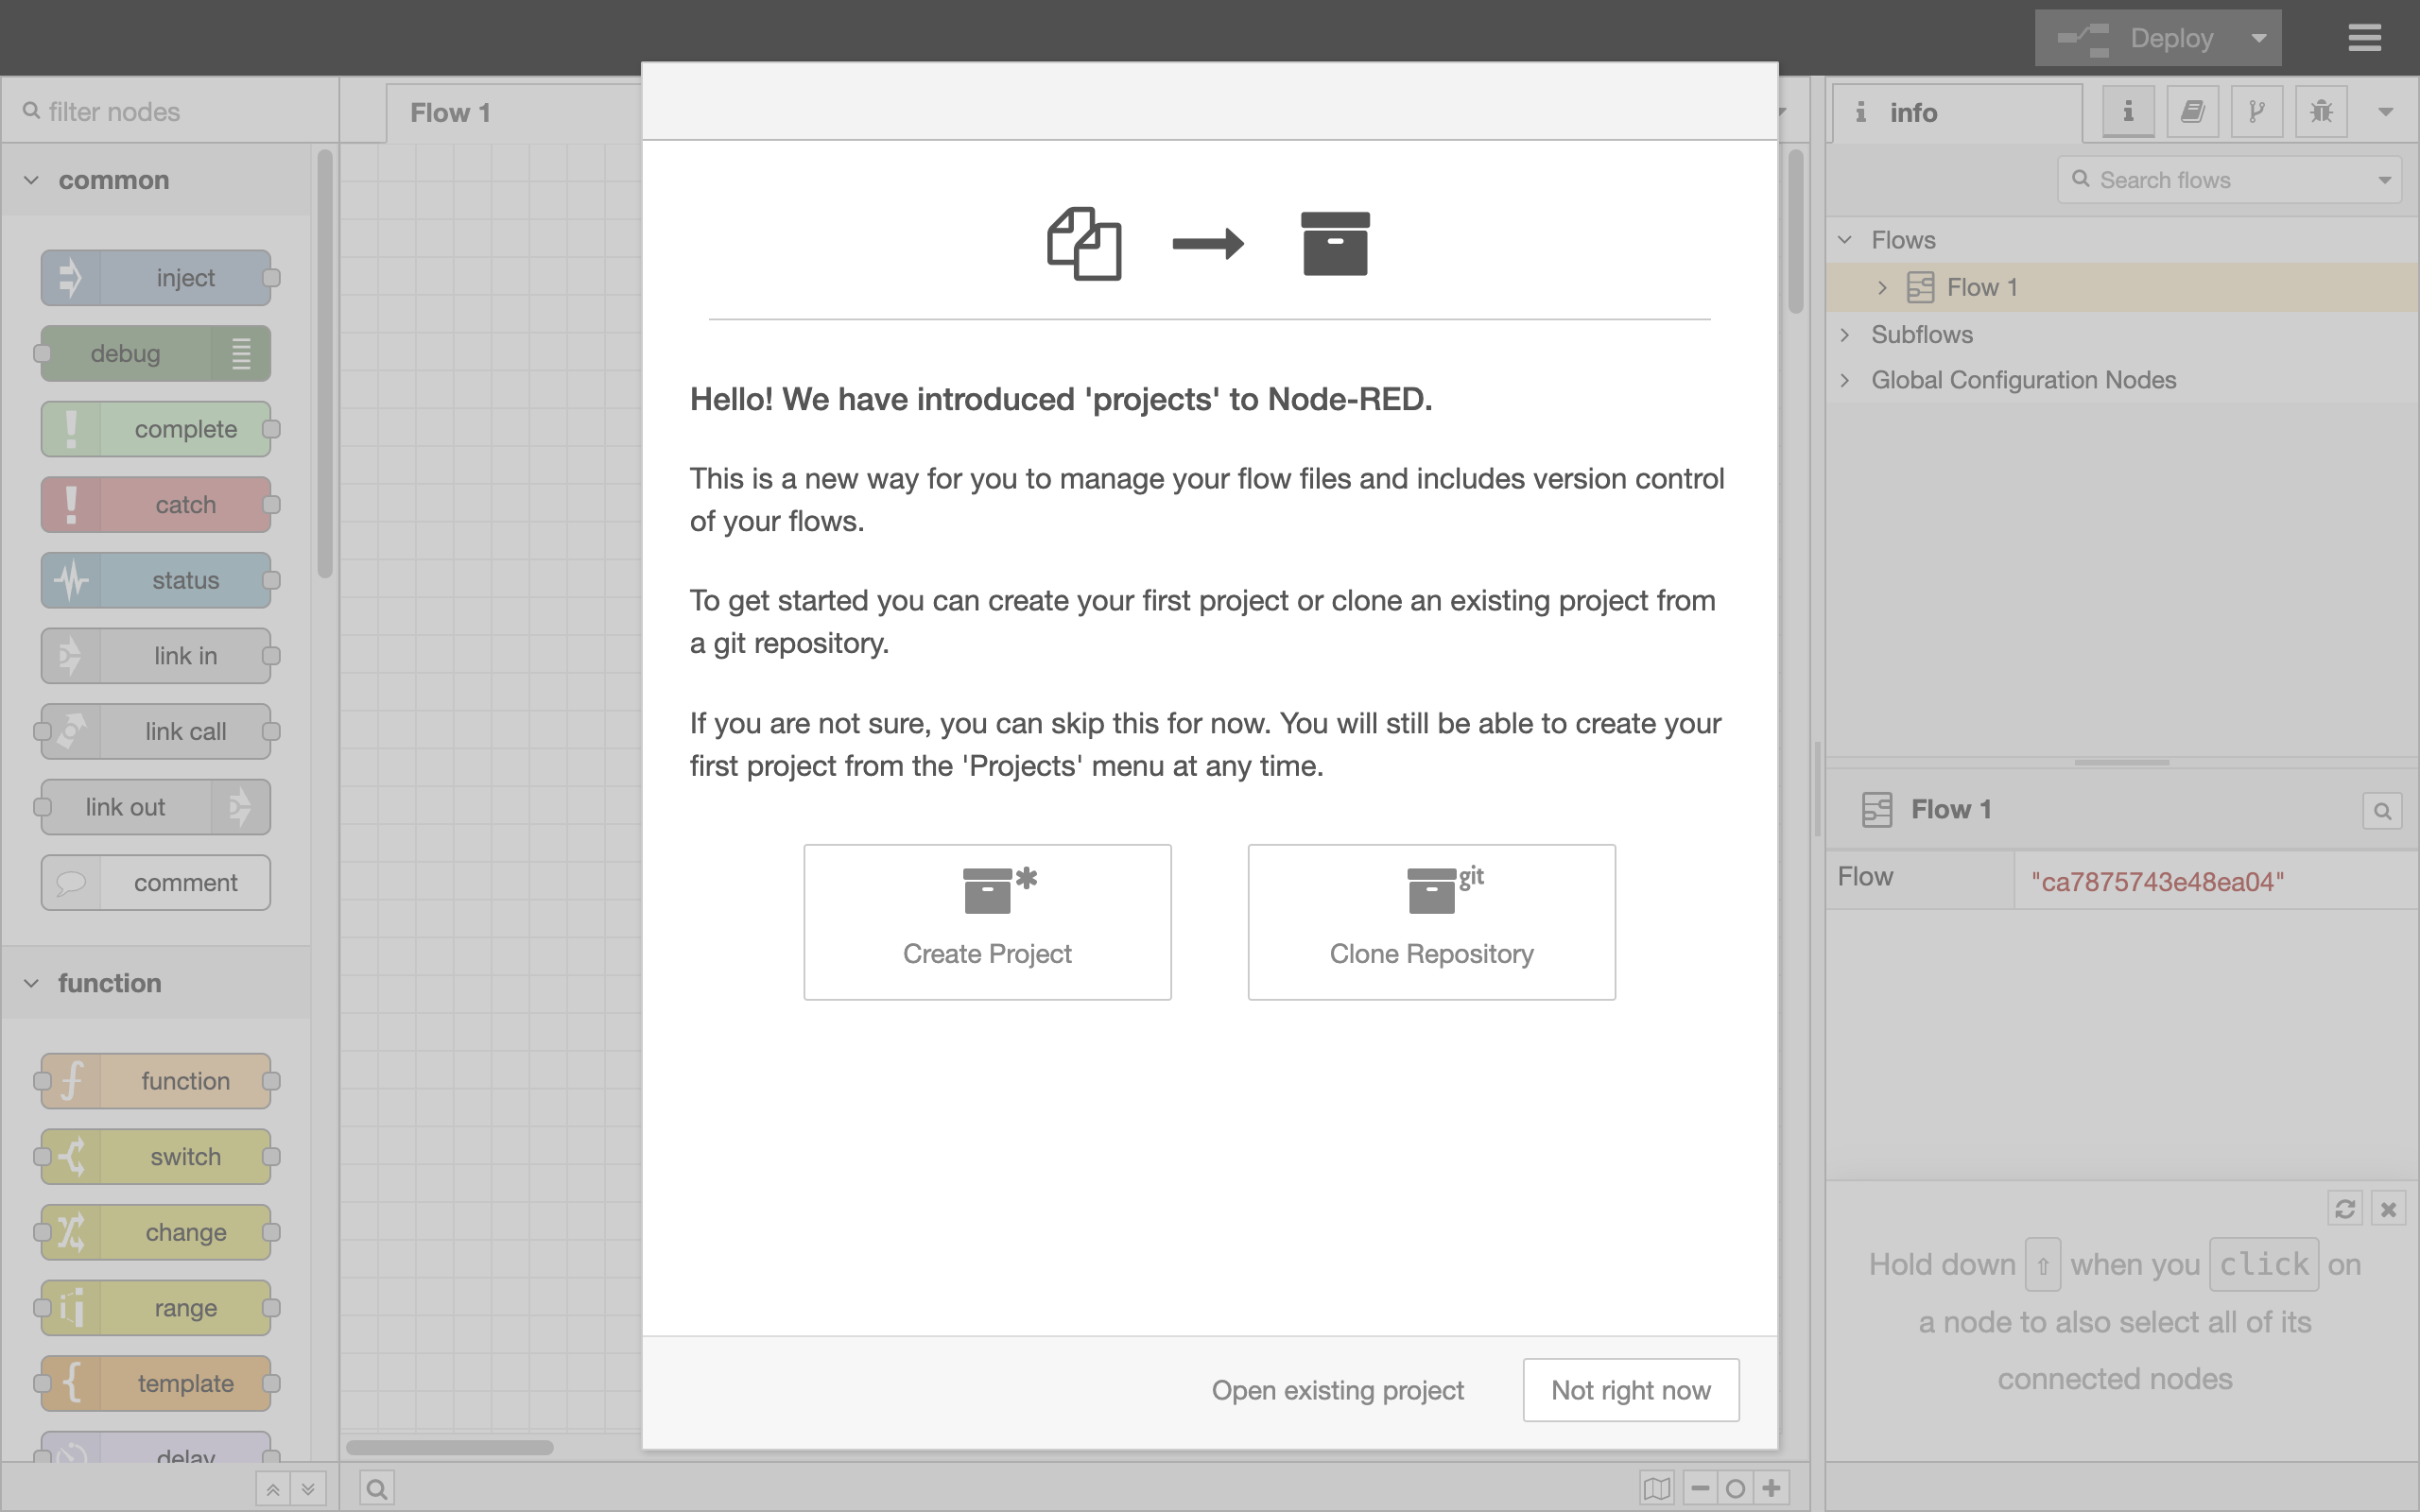 Deploy
filter nodes
Flow 1
info
common
Search flows
inject
Flows
Flow 1
debug
Subflows
Global Configuration Nodes
complete
catch
status
link in
link call
link out
comment
function
function
switch
change
range
template
delay
Hello! We have introduced 'projects' to Node-RED.
This is a new way for you to manage your flow files and includes version control
of your flows.
To get started you can create your first project or clone an existing project from
a git repository.
If you are not sure, you can skip this for now. You will still be able to create your
first project from the 'Projects' menu at any time.
git
Create Project
Clone Repository
Open existing project
Not right now
Flow 1
Flow
"ca7875743e48ea04"
Hold down ⇧ when you click on
a node to also select all of its
connected nodes